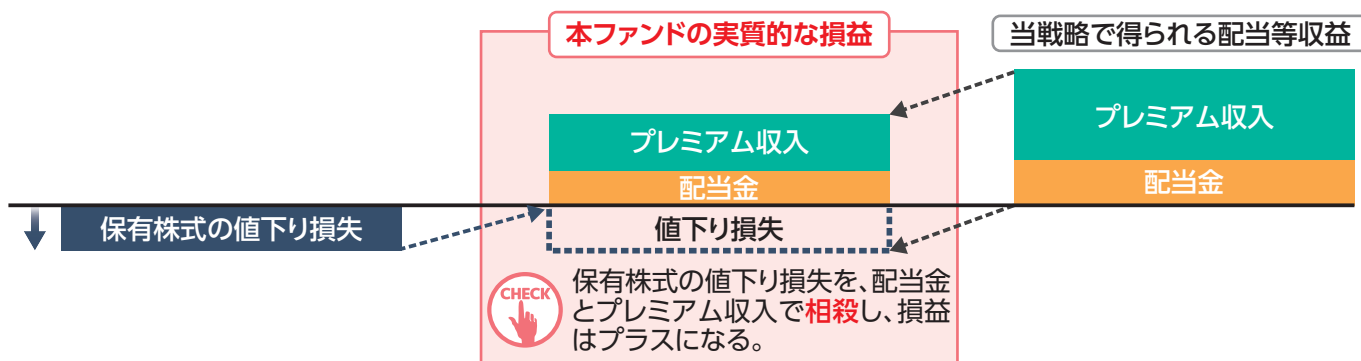 本ファンドの実質的な損益
当戦略で得られる配当等収益
プレミアム収入
プレミアム収入
配当金
配当金
保有株式の値下り損失
値下り損失
CHECK
保有株式の値下り損失を、配当金
とプレミアム収入で相殺し、損益
はプラスになる。